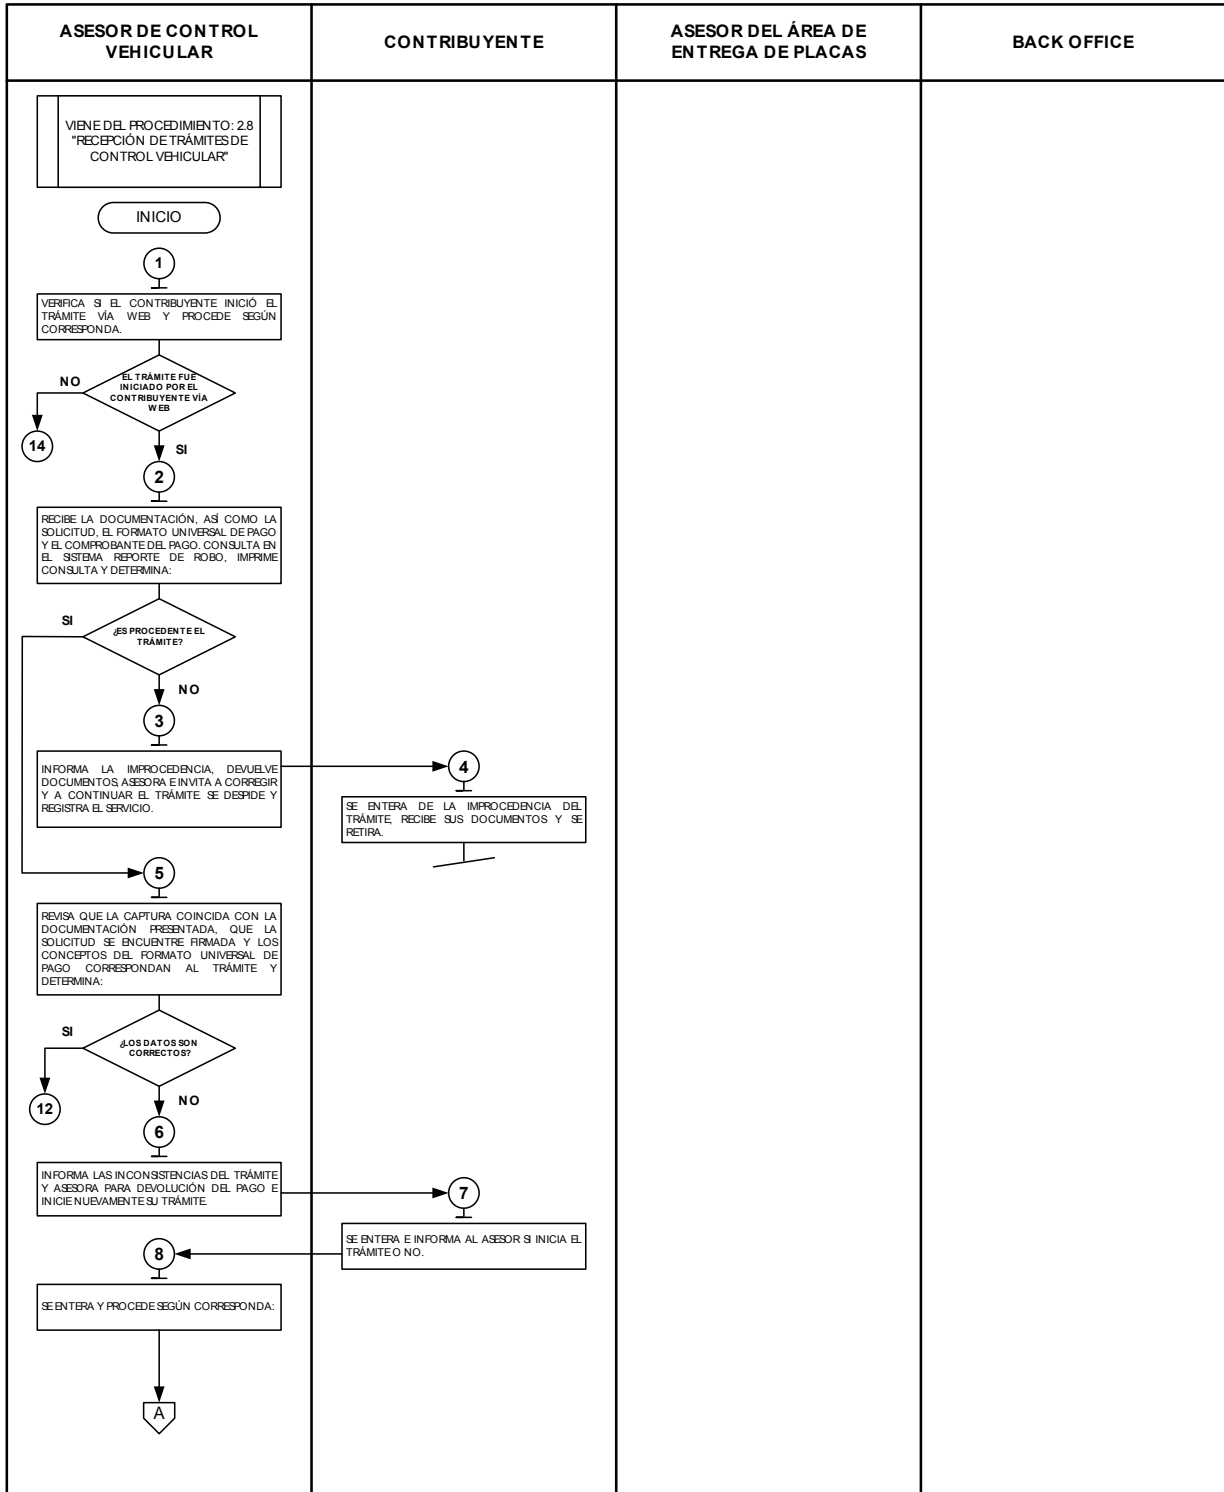 ASESOR DE CONTROL
VEHICULAR
CONTRIBUYENTE
ASESOR DEL ÁREA DE
ENTREGA DE PLACAS
BACK OFFICE
VIENE DEL PROCEDIMIENTO: 2.8
"RECEPCIÓN DE TRÁMITES DE
CONTROL VEHICULAR"
INICIO
1
VERIFICA SI EL CONTRIBUYENTE INICIÓ EL
TRÁMITE VÍA WEB Y PROCEDE SEGÚN
CORRESPONDA.
EL TRÁMITE FUE
INICIADO POR EL
CONTRIBUYENTE VÍA
WEB
NO
14
SI
2
RECIBE LA DOCUMENTACIÓN, ASÍ COMO LA
SOLICITUD, EL FORMATO UNIVERSAL DE PAGO
Y EL COMPROBANTE DEL PAGO. CONSULTA EN
EL SISTEMA REPORTE DE ROBO, IMPRIME
CONSULTA Y DETERMINA:
SI
¿ES PROCEDENTE EL
TRÁMITE?
NO
3
INFORMA LA IMPROCEDENCIA, DEVUELVE
DOCUMENTOS, ASESORA E INVITA A CORREGIR
Y A CONTINUAR EL TRÁMITE. SE DESPIDE Y
REGISTRA EL SERVICIO.
4
SE ENTERA DE LA IMPROCEDENCIA DEL
TRÁMITE, RECIBE SUS DOCUMENTOS Y SE
RETIRA.
5
REVISA QUE LA CAPTURA COINCIDA CON LA
DOCUMENTACIÓN PRESENTADA, QUE LA
SOLICITUD SE ENCUENTRE FIRMADA Y LOS
CONCEPTOS DEL FORMATO UNIVERSAL DE
PAGO CORRESPONDAN AL TRÁMITE Y
DETERMINA:
SI
¿LOS DATOS SON
CORRECTOS?
12
NO
6
INFORMA LAS INCONSISTENCIAS DEL TRÁMITE
Y ASESORA PARA DEVOLUCIÓN DEL PAGO E
INICIE NUEVAMENTE SU TRÁMITE.
7
SE ENTERA E INFORMA AL ASESOR SI INICIA EL
TRÁMITE O NO.
8
SE ENTERA Y PROCEDE SEGÚN CORRESPONDA:
A